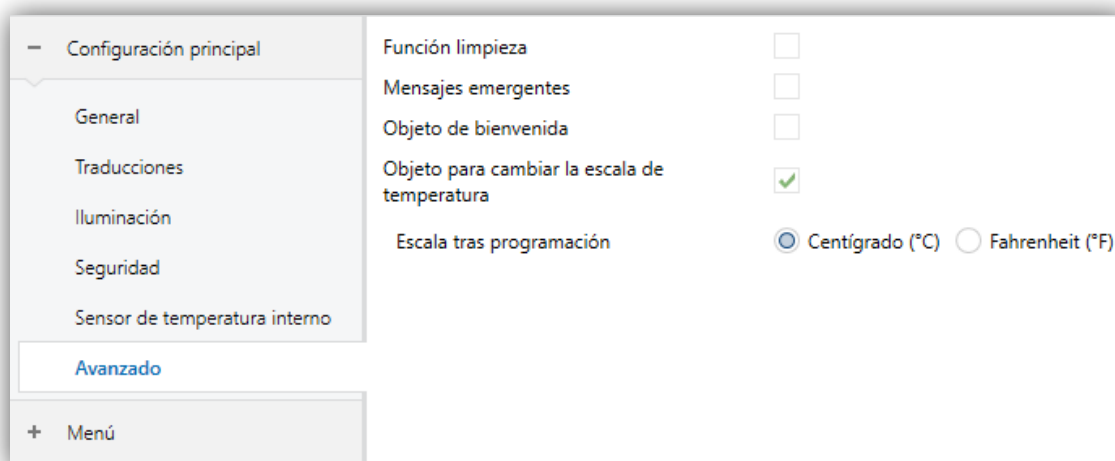 − Configuración principal
General
Traducciones
Iluminación
Seguridad
Sensor de temperatura interno
Avanzado
+ Menú
Función limpieza
Mensajes emergentes
Objeto de bienvenida
Objeto para cambiar la escala de
temperatura
Escala tras programación
Centígrado (°C) Fahrenheit (°F)